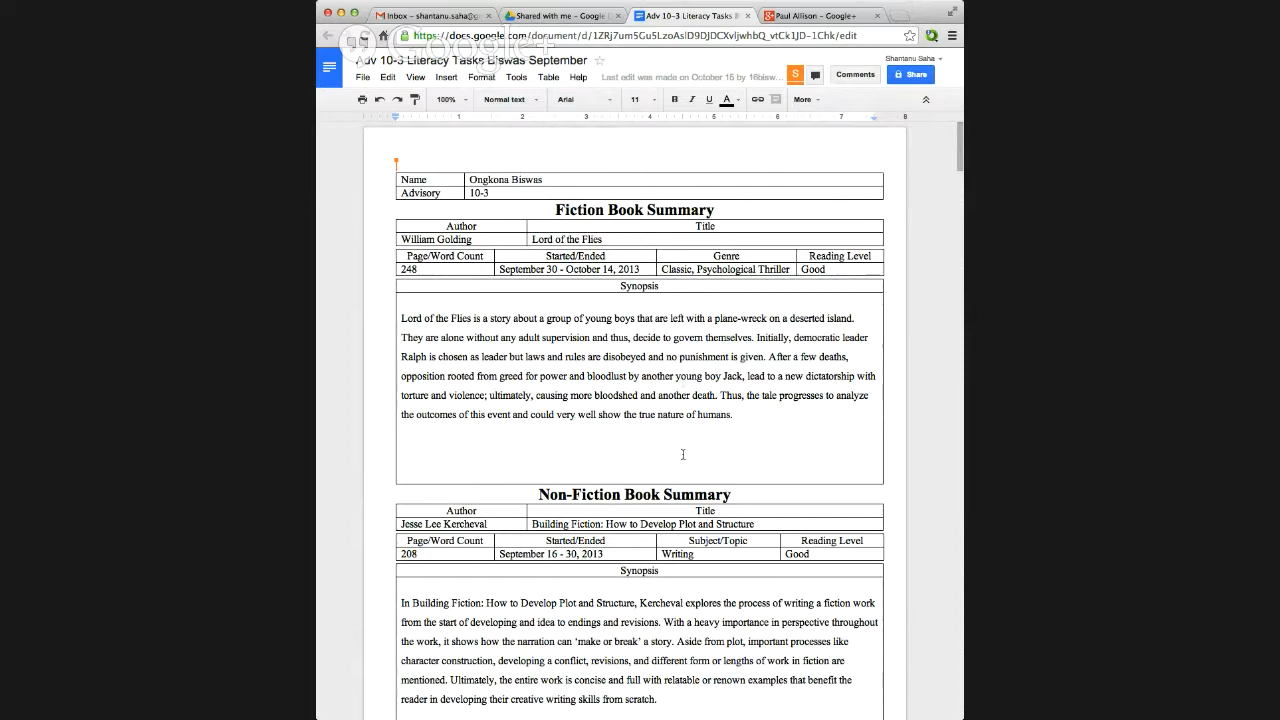 Inbox - shantanu.saha@g
Shared with me - Google
Adv 10-3 Literacy Tasks B
Paul Allison - Google+
https://docs.google.com/document/d/1ZRj7um5Gu5LzoAslD9DJDCXvljwhbQ_vtCk1JD-1Chk/edit
Google+
Adv 10-3 Literacy Tasks Biswas September
Shantanu Saha
File Edit View Insert Format Tools Table Help
Last edit was made on October 15 by 16bisw...
S
Comments
Share
100% Normal text Arial 11 B I U A More
1 2 3 4 5 6 7 8
Name Ongkona Biswas
Advisory 10-3
Fiction Book Summary
Author Title
William Golding Lord of the Flies
Page/Word Count Started/Ended Genre Reading Level
248 September 30 - October 14, 2013 Classic, Psychological Thriller Good
Synopsis
Lord of the Flies is a story about a group of young boys that are left with a plane-wreck on a deserted island.
They are alone without any adult supervision and thus, decide to govern themselves. Initially, democratic leader
Ralph is chosen as leader but laws and rules are disobeyed and no punishment is given. After a few deaths,
opposition rooted from greed for power and bloodlust by another young boy Jack, lead to a new dictatorship with
torture and violence; ultimately, causing more bloodshed and another death. Thus, the tale progresses to analyze
the outcomes of this event and could very well show the true nature of humans.
Non-Fiction Book Summary
Author Title
Jesse Lee Kercheval Building Fiction: How to Develop Plot and Structure
Page/Word Count Started/Ended Subject/Topic Reading Level
208 September 16 - 30, 2013 Writing Good
Synopsis
In Building Fiction: How to Develop Plot and Structure, Kercheval explores the process of writing a fiction work
from the start of developing and idea to endings and revisions. With a heavy importance in perspective throughout
the work, it shows how the narration can ‘make or break’ a story. Aside from plot, important processes like
character construction, developing a conflict, revisions, and different form or lengths of work in fiction are
mentioned. Ultimately, the entire work is concise and full with relatable or renown examples that benefit the
reader in developing their creative writing skills from scratch.